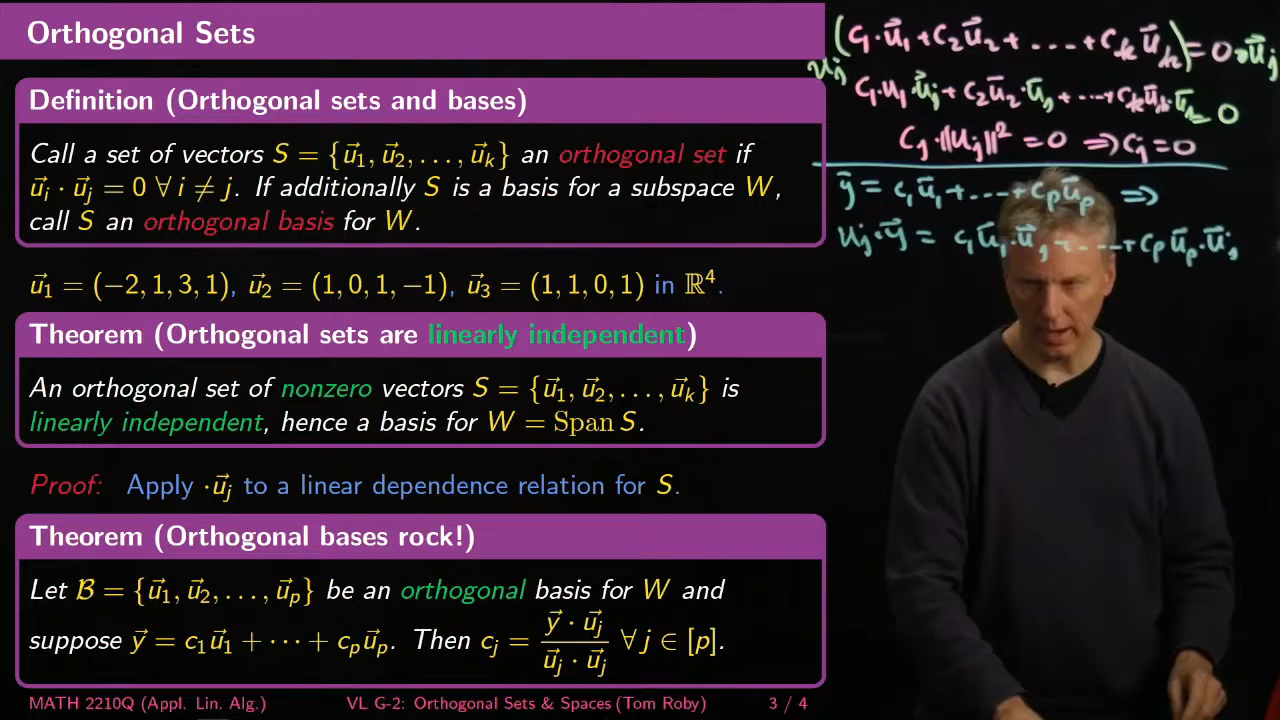 Orthogonal Sets
Definition (Orthogonal sets and bases)
Call a set of vectors S = {u⃗₁, u⃗₂, . . . , u⃗ₖ} an orthogonal set if
u⃗ᵢ · u⃗ⱼ = 0 ∀ i ≠ j. If additionally S is a basis for a subspace W,
call S an orthogonal basis for W.
u⃗₁ = (−2, 1, 3, 1), u⃗₂ = (1, 0, 1, −1), u⃗₃ = (1, 1, 0, 1) in ℝ⁴.
Theorem (Orthogonal sets are linearly independent)
An orthogonal set of nonzero vectors S = {u⃗₁, u⃗₂, . . . , u⃗ₖ} is
linearly independent, hence a basis for W = Span S.
Proof: Apply ·u⃗ⱼ to a linear dependence relation for S.
Theorem (Orthogonal bases rock!)
Let ℬ = {u⃗₁, u⃗₂, . . . , u⃗ₚ} be an orthogonal basis for W and
suppose y⃗ = c₁u⃗₁ + · · · + cₚu⃗ₚ. Then cⱼ = (y⃗ · u⃗ⱼ)/(u⃗ⱼ · u⃗ⱼ) ∀ j ∈ [p].
MATH 2210Q (Appl. Lin. Alg.) VL G-2: Orthogonal Sets & Spaces (Tom Roby) 3 / 4
uⱼ (c₁·u⃗₁ + c₂u⃗₂ + .... + cₖu⃗ₖ) = 0·u⃗ⱼ
c₁·u₁·u⃗ⱼ + c₂u⃗₂·u⃗ⱼ + ... + cₖu⃗ₖ·u⃗ⱼ = 0
cⱼ·||uⱼ||² = 0 ⇒ cⱼ = 0
y⃗ = c₁u⃗₁ + .... + cₚu⃗ₚ ⇒
uⱼ·y⃗ = c₁u⃗₁·u⃗ⱼ + .... + cₚu⃗ₚ·u⃗ⱼ